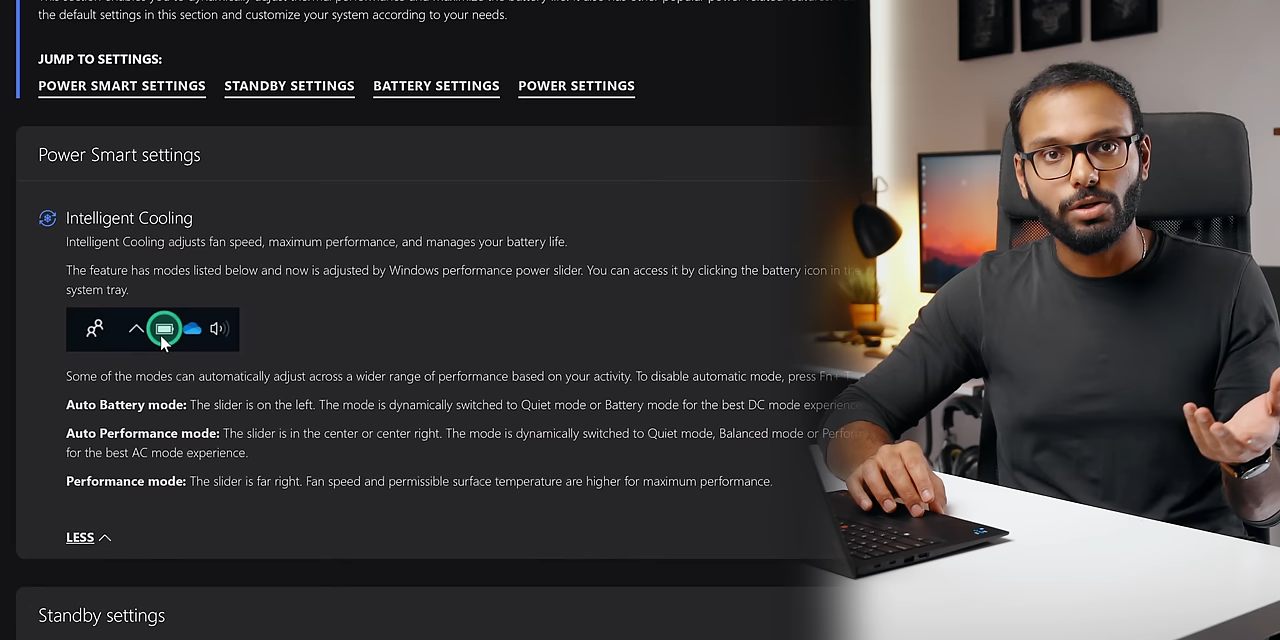 the default settings in this section and customize your system according to your needs.
JUMP TO SETTINGS:
POWER SMART SETTINGS STANDBY SETTINGS BATTERY SETTINGS POWER SETTINGS
Power Smart settings
Intelligent Cooling
Intelligent Cooling adjusts fan speed, maximum performance, and manages your battery life.
The feature has modes listed below and now is adjusted by Windows performance power slider. You can access it by clicking the battery icon in
system tray.
Some of the modes can automatically adjust across a wider range of performance based on your activity. To disable automatic mode, press Fn+T
Auto Battery mode: The slider is on the left. The mode is dynamically switched to Quiet mode or Battery mode for the best DC mode experience
Auto Performance mode: The slider is in the center or center right. The mode is dynamically switched to Quiet mode, Balanced mode or
for the best AC mode experience.
Performance mode: The slider is far right. Fan speed and permissible surface temperature are higher for maximum performance.
LESS
Standby settings